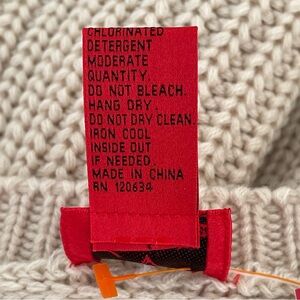 CHLORINATED
DETERGENT
MODERATE
QUANTITY.
DO NOT BLEACH.
HANG DRY.
DO NOT DRY CLEAN.
IRON COOL
INSIDE OUT
IF NEEDED.
MADE IN CHINA
RN 120634